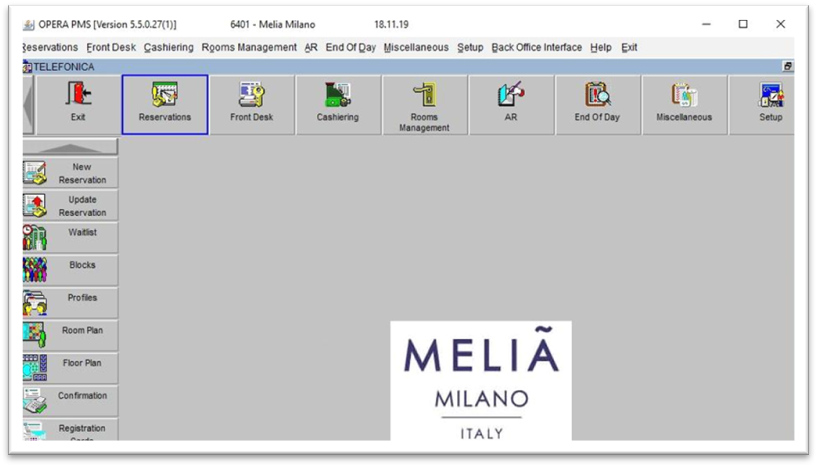 OPERA PMS [Version 5.5.0.27(1)] 6401 - Melia Milano 18.11.19
Reservations Front Desk Cashiering Rooms Management AR End Of Day Miscellaneous Setup Back Office Interface Help Exit
TELEFONICA
Exit
Reservations
Front Desk
Cashiering
Rooms
Management
AR
End Of Day
Miscellaneous
Setup
New
Reservation
Update
Reservation
Waitlist
Blocks
Profiles
Room Plan
Floor Plan
Confirmation
Registration
Cards
MELIÃ
MILANO
ITALY